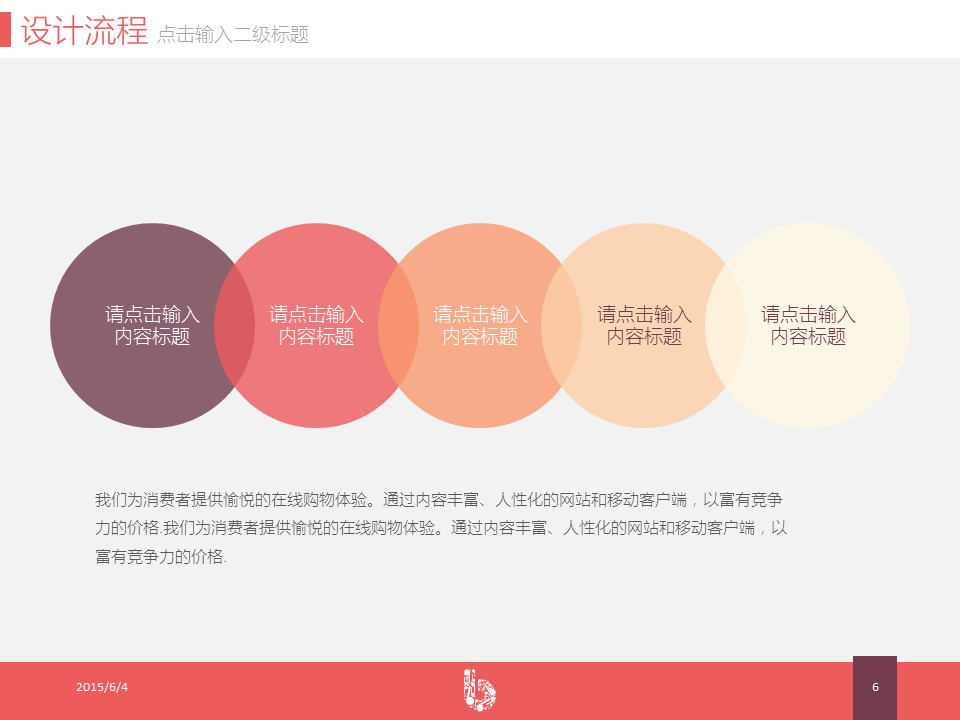 设计流程 点击输入二级标题
请点击输入
内容标题
请点击输入
内容标题
请点击输入
内容标题
请点击输入
内容标题
请点击输入
内容标题
我们为消费者提供愉悦的在线购物体验。通过内容丰富、人性化的网站和移动客户端，以富有竞争
力的价格.我们为消费者提供愉悦的在线购物体验。通过内容丰富、人性化的网站和移动客户端，以
富有竞争力的价格.
2015/6/4
b
6